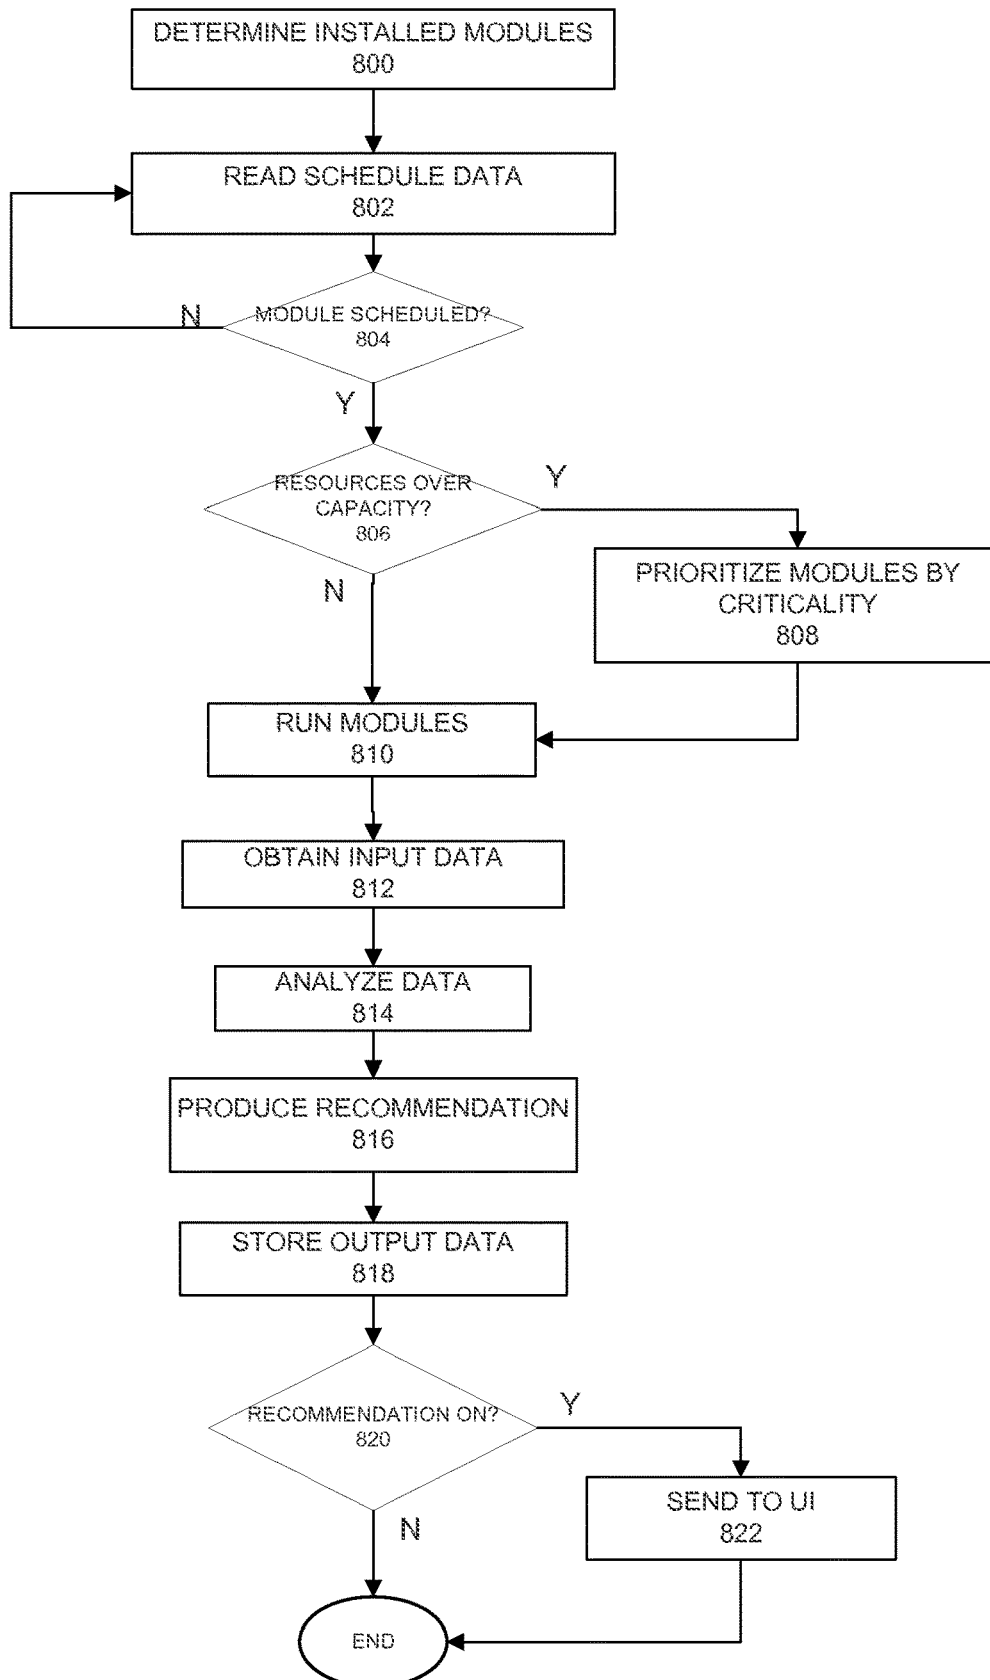 DETERMINE INSTALLED MODULES
800
READ SCHEDULE DATA
802
N
MODULE SCHEDULED?
804
Y
RESOURCES OVER
CAPACITY?
806
Y
N
PRIORITIZE MODULES BY
CRITICALITY
808
RUN MODULES
810
OBTAIN INPUT DATA
812
ANALYZE DATA
814
PRODUCE RECOMMENDATION
816
STORE OUTPUT DATA
818
RECOMMENDATION ON?
820
Y
N
SEND TO UI
822
END